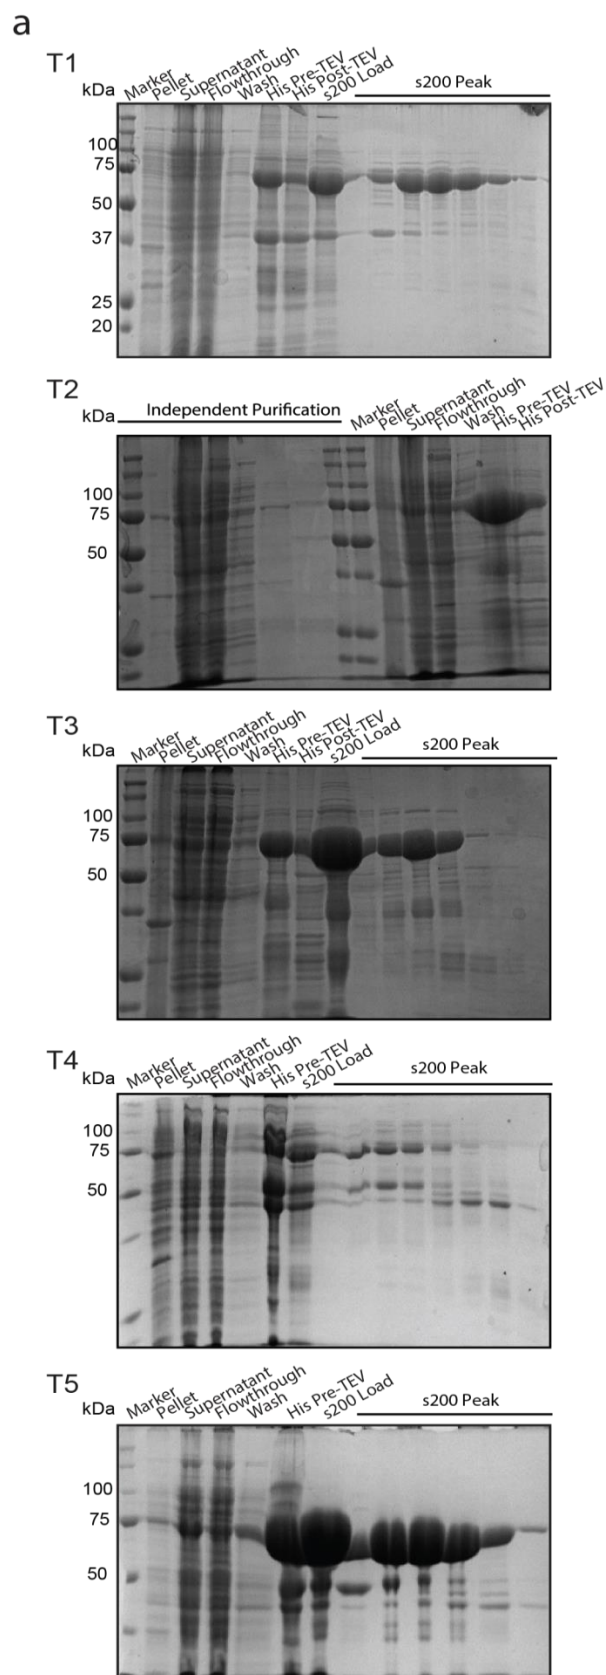 a
T1
kDa Marker Pellet Supernatant Flowthrough Wash His Pre-TEV His Post-TEV s200 Load s200 Peak
100
75
50
37
25
20
T2
kDa Independent Purification Marker Pellet Supernatant Flowthrough Wash His Pre-TEV His Post-TEV
100
75
50
T3
kDa Marker Pellet Supernatant Flowthrough Wash His Pre-TEV His Post-TEV s200 Load s200 Peak
100
75
50
T4
kDa Marker Pellet Supernatant Flowthrough Wash His Pre-TEV s200 Load s200 Peak
100
75
50
T5
kDa Marker Pellet Supernatant Flowthrough Wash His Pre-TEV s200 Load s200 Peak
100
75
50